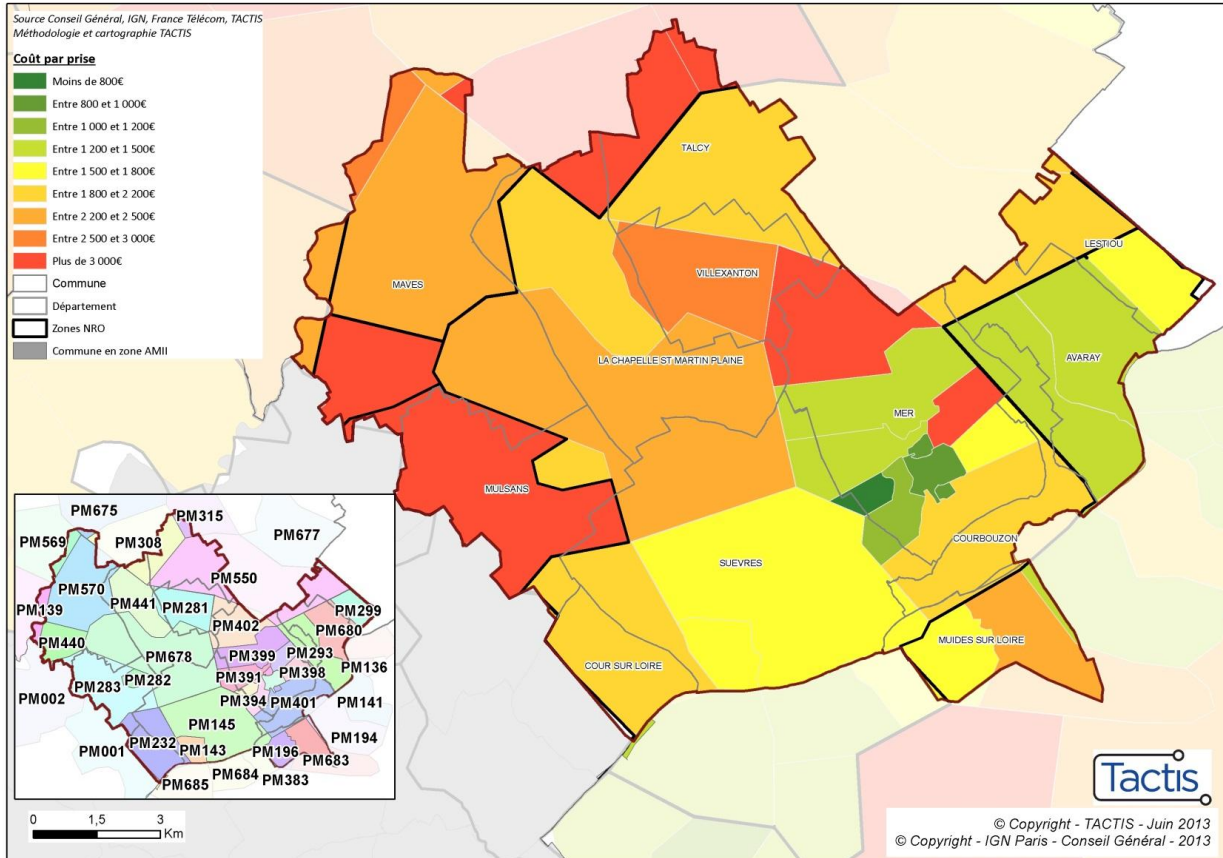 Source Conseil Général, IGN, France Télécom, TACTIS
Méthodologie et cartographie TACTIS
Coût par prise
Moins de 800€
Entre 800 et 1 000€
Entre 1 000 et 1 200€
Entre 1 200 et 1 500€
Entre 1 500 et 1 800€
Entre 1 800 et 2 200€
Entre 2 200 et 2 500€
Entre 2 500 et 3 000€
Plus de 3 000€
Commune
Département
Zones NRO
Commune en zone AMII
TALCY
LESTIOU
VILLEXANTON
MAVES
LA CHAPELLE ST MARTIN PLAINE
AVARAY
MER
MULSANS
COURBOUZON
SUEVRES
MUIDES SUR LOIRE
COUR SUR LOIRE
PM675
PM315
PM569
PM308
PM677
PM570
PM550
PM139
PM441
PM281
PM299
PM402
PM680
PM440
PM399
PM293
PM678
PM136
PM283
PM282
PM391
PM398
PM002
PM394
PM401
PM141
PM145
PM001
PM232
PM143
PM196
PM194
PM683
PM684
PM383
PM685
0 1,5 3
Km
Tactis
© Copyright - TACTIS - Juin 2013
© Copyright - IGN Paris - Conseil Général - 2013